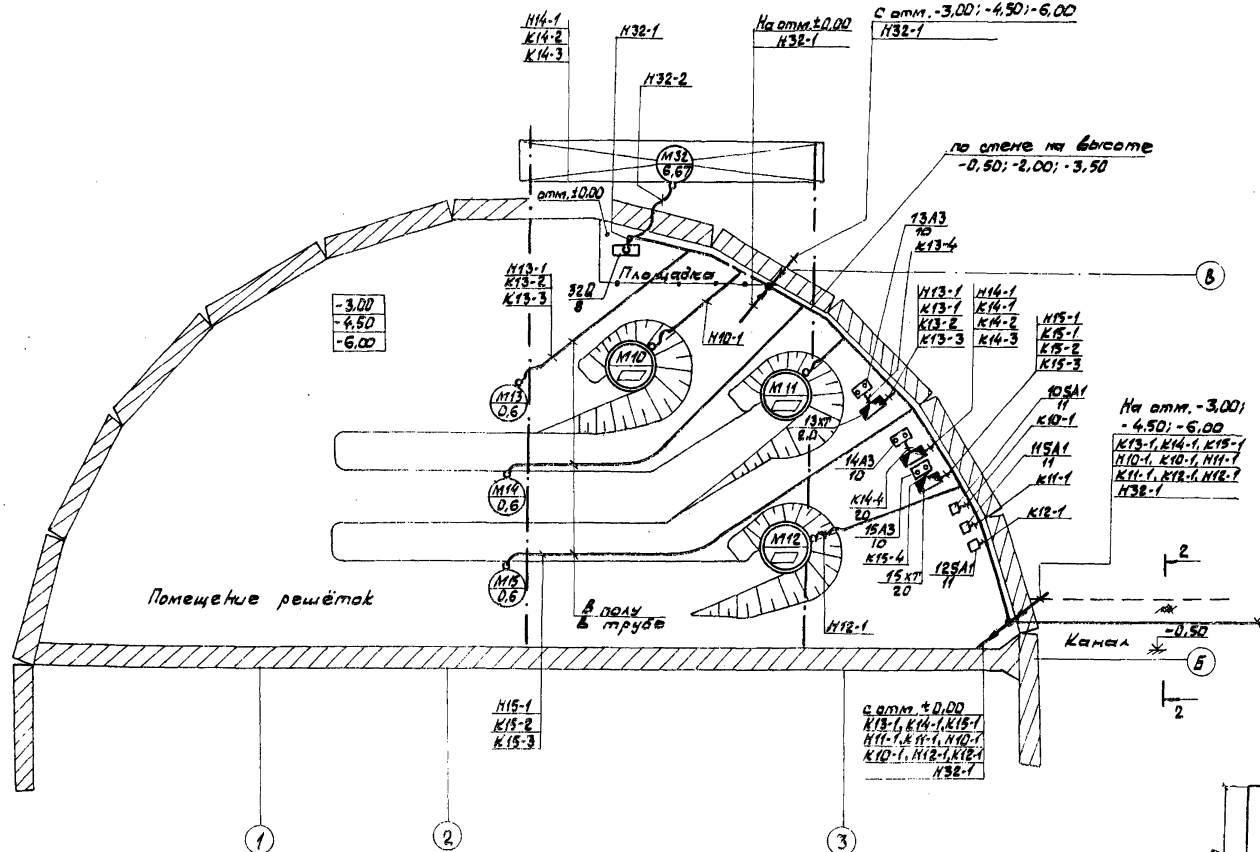 Н14-1
К14-2
К14-3
Н32-1
Н32-2
На отм. ±0,00
Н32-1
С отм. -3,00; -4,50; -6,00
Н32-1
по стене на высоте
-0,50; -2,00; -3,50
М32
6,67
отм. ±0,00
13А3
10
К13-4
В
Н13-1
К13-2
К13-3
32Q
8
Площадка
-3,00
-4,50
-6,00
Н13-1
К13-1
К13-2
К13-3
Н14-1
К14-1
К14-2
К14-3
Н15-1
К15-1
К15-2
К15-3
Н10-1
М10
М11
М13
0,6
13хт
20
105А1
11
К10-1
115А1
11
К11-1
На отм. -3,00;
-4,50; -6,00
К13-1, К14-1, К15-1
Н10-1, К10-1, Н11-1
К11-1, К12-1, Н12-1
Н32-1
14А3
10
К14-4
20
М14
0,6
15А3
10
К15-4
15хт
20
К12-1
125А1
11
М12
М15
0,6
Помещение решёток
В полу
в трубе
Н12-1
2
-0,50
Канал
Б
2
Н15-1
К15-2
К15-3
С отм. ±0,00
К13-1, К14-1, К15-1
Н11-1, К11-1, Н10-1
К10-1, Н12-1, К12-1
Н32-1
1
2
3